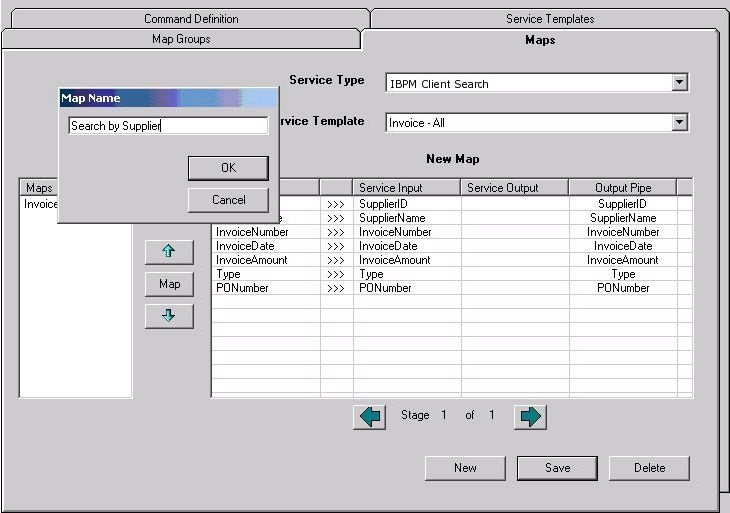 Command Definition
Service Templates
Map Groups
Maps
Service Type
IBPM Client Search
Map Name
Search by Supplier
rvice Template
Invoice - All
OK
New Map
Cancel
Maps
Service Input Service Output Output Pipe
Invoice
>>> SupplierID SupplierID
e >>> SupplierName SupplierName
InvoiceNumber >>> InvoiceNumber InvoiceNumber
InvoiceDate >>> InvoiceDate InvoiceDate
InvoiceAmount >>> InvoiceAmount InvoiceAmount
Type >>> Type Type
PONumber >>> PONumber PONumber
Map
Stage 1 of 1
New Save Delete